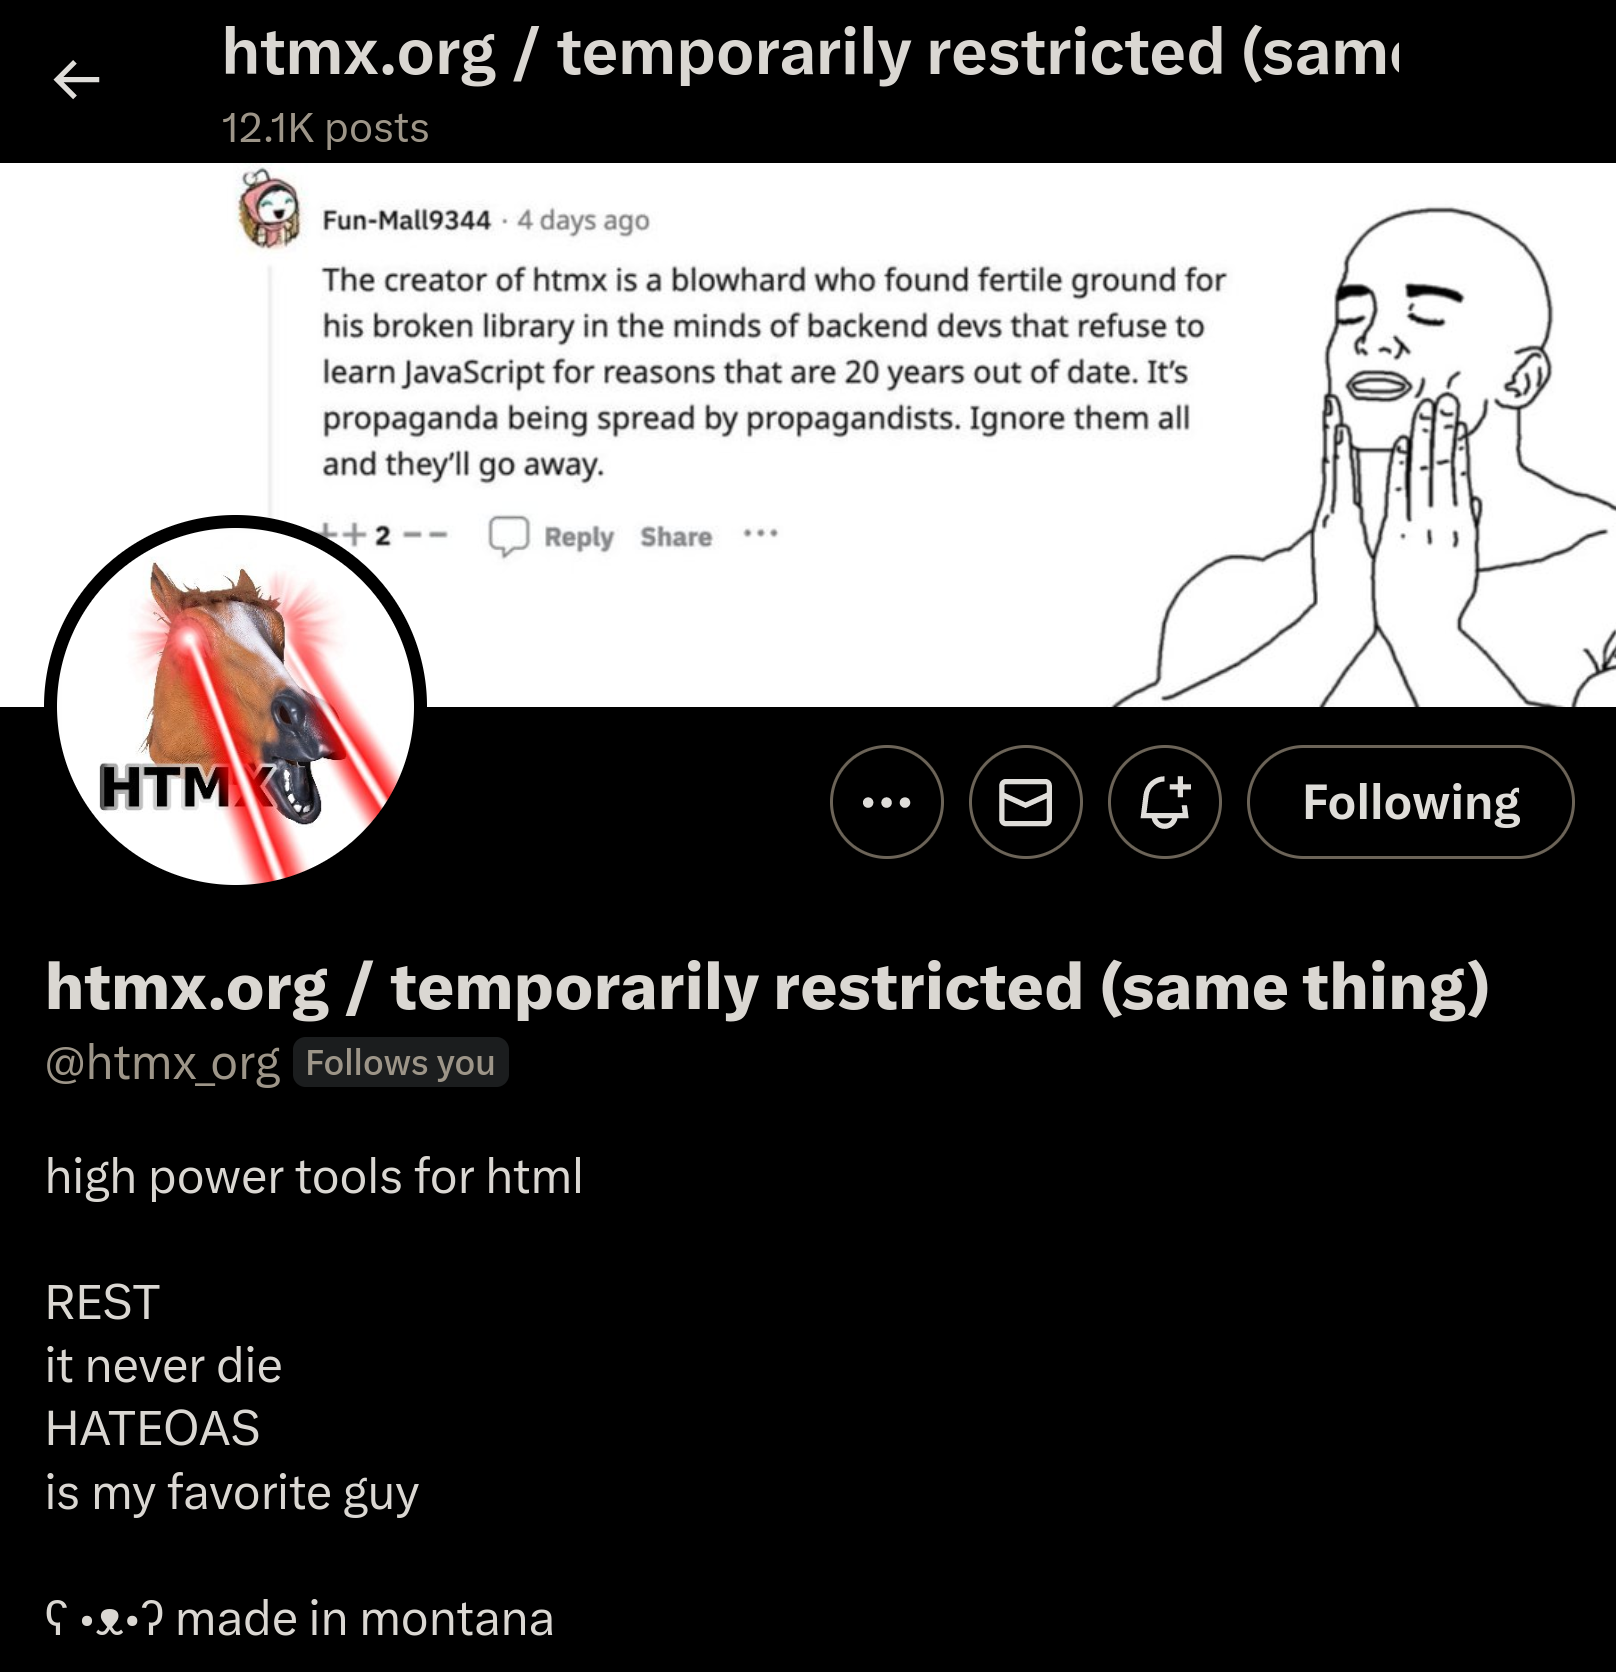 htmx.org / temporarily restricted (sam
12.1K posts
Fun-Mall9344 · 4 days ago
The creator of htmx is a blowhard who found fertile ground for
his broken library in the minds of backend devs that refuse to
learn JavaScript for reasons that are 20 years out of date. It’s
propaganda being spread by propagandists. Ignore them all
and they’ll go away.
++ 2 -- Reply Share ···
HTMX
Following
htmx.org / temporarily restricted (same thing)
@htmx_org Follows you
high power tools for html
REST
it never die
HATEOAS
is my favorite guy
ʕ •ᴥ•ʔ made in montana